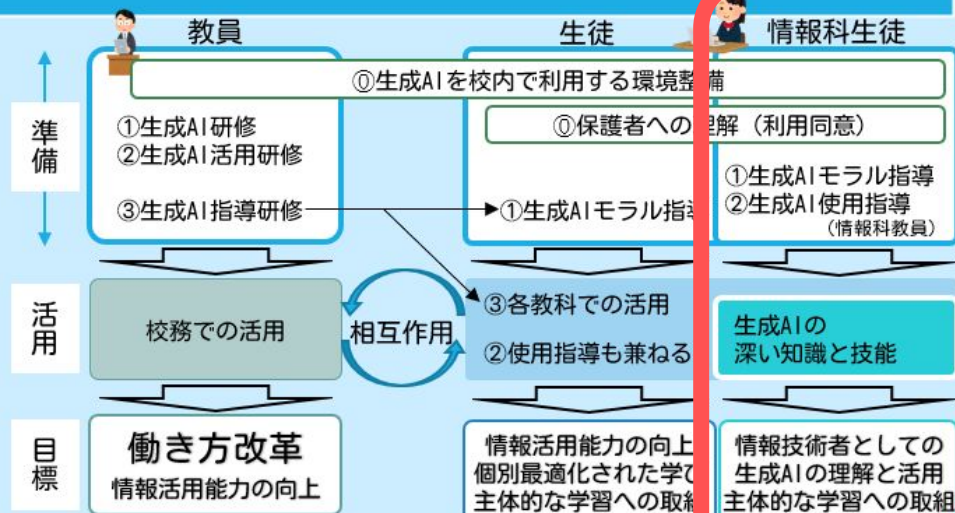 教員
生徒
情報科生徒
準備
⓪生成AIを校内で利用する環境整備
⓪保護者への理解（利用同意）
①生成AI研修
②生成AI活用研修
③生成AI指導研修
①生成AIモラル指導
①生成AIモラル指導
②生成AI使用指導
（情報科教員）
活用
校務での活用
相互作用
③各教科での活用
②使用指導も兼ねる
生成AIの
深い知識と技能
目標
働き方改革
情報活用能力の向上
情報活用能力の向上
個別最適化された学び
主体的な学習への取組
情報技術者としての
生成AIの理解と活用
主体的な学習への取組